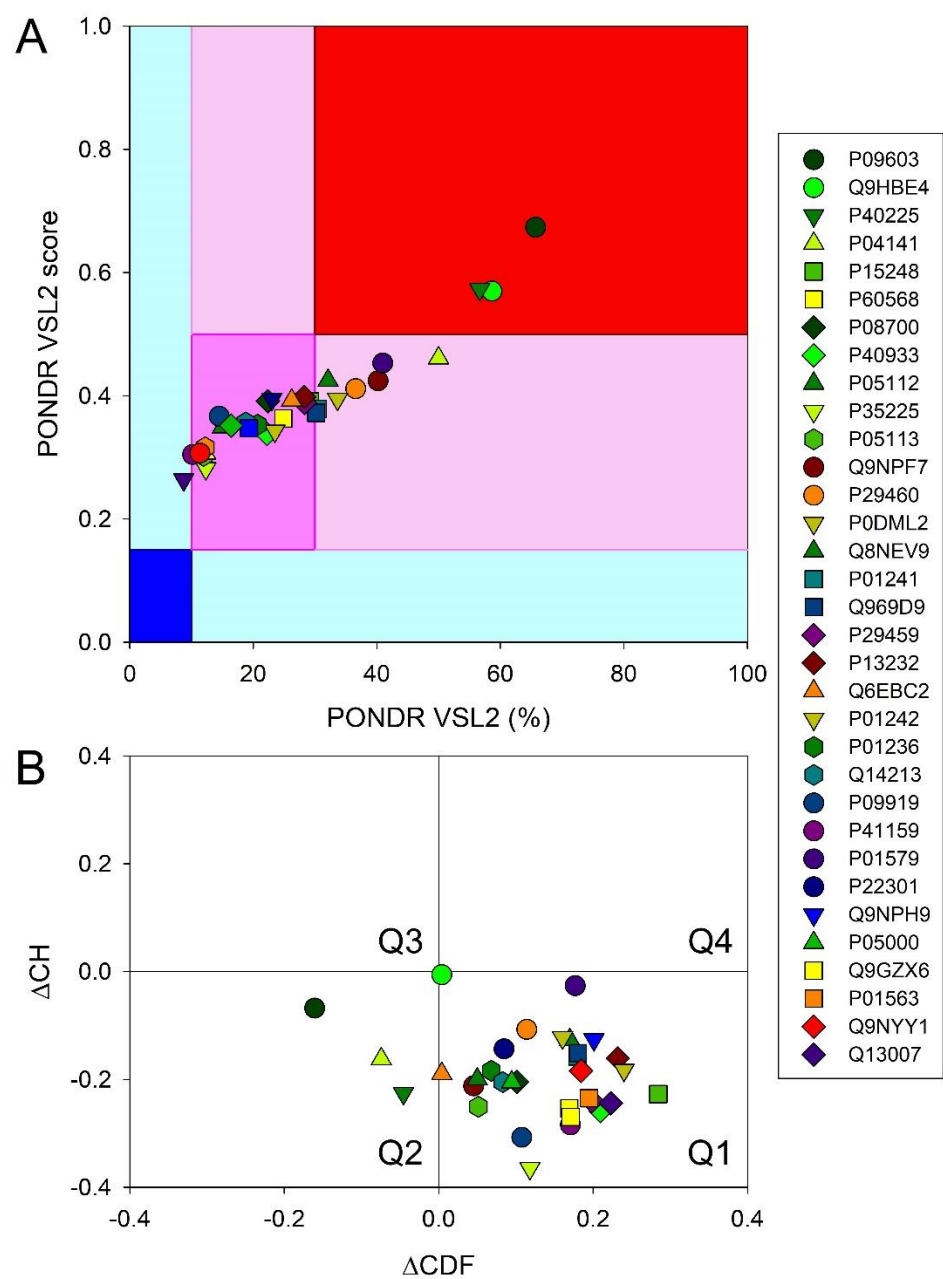 A
PONDR VSL2 score
1.0
0.8
0.6
0.4
0.2
0.0
0 20 40 60 80 100
PONDR VSL2 (%)
P09603
Q9HBE4
P40225
P04141
P15248
P60568
P08700
P40933
P05112
P35225
P05113
Q9NPF7
P29460
P0DML2
Q8NEV9
P01241
Q969D9
P29459
P13232
Q6EBC2
P01242
P01236
Q14213
P09919
P41159
P01579
P22301
Q9NPH9
P05000
Q9GZX6
P01563
Q9NYY1
Q13007
B
ΔCH
0.4
0.2
0.0
-0.2
-0.4
Q3 Q4
Q2 Q1
-0.4 -0.2 0.0 0.2 0.4
ΔCDF